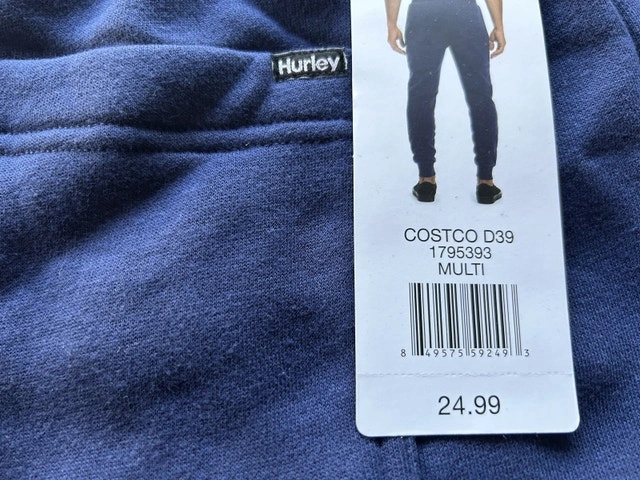 Hurley
COSTCO D39
1795393
MULTI
8 49575 59249 3
24.99